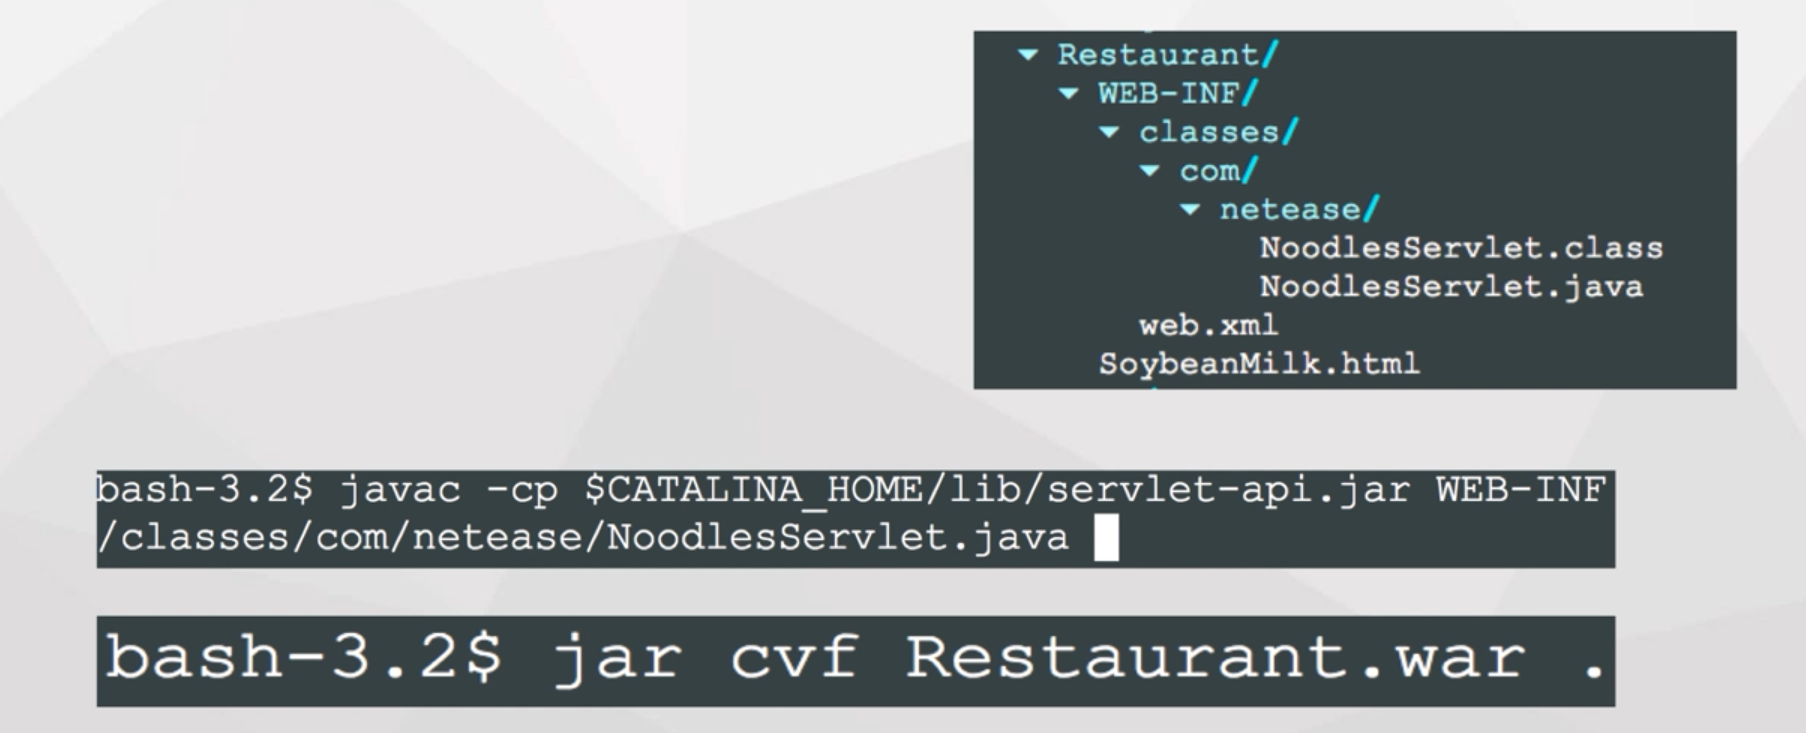 Restaurant/
WEB-INF/
classes/
com/
netease/
NoodlesServlet.class
NoodlesServlet.java
web.xml
SoybeanMilk.html
bash-3.2$ javac -cp $CATALINA_HOME/lib/servlet-api.jar WEB-INF
/classes/com/netease/NoodlesServlet.java
bash-3.2$ jar cvf Restaurant.war .